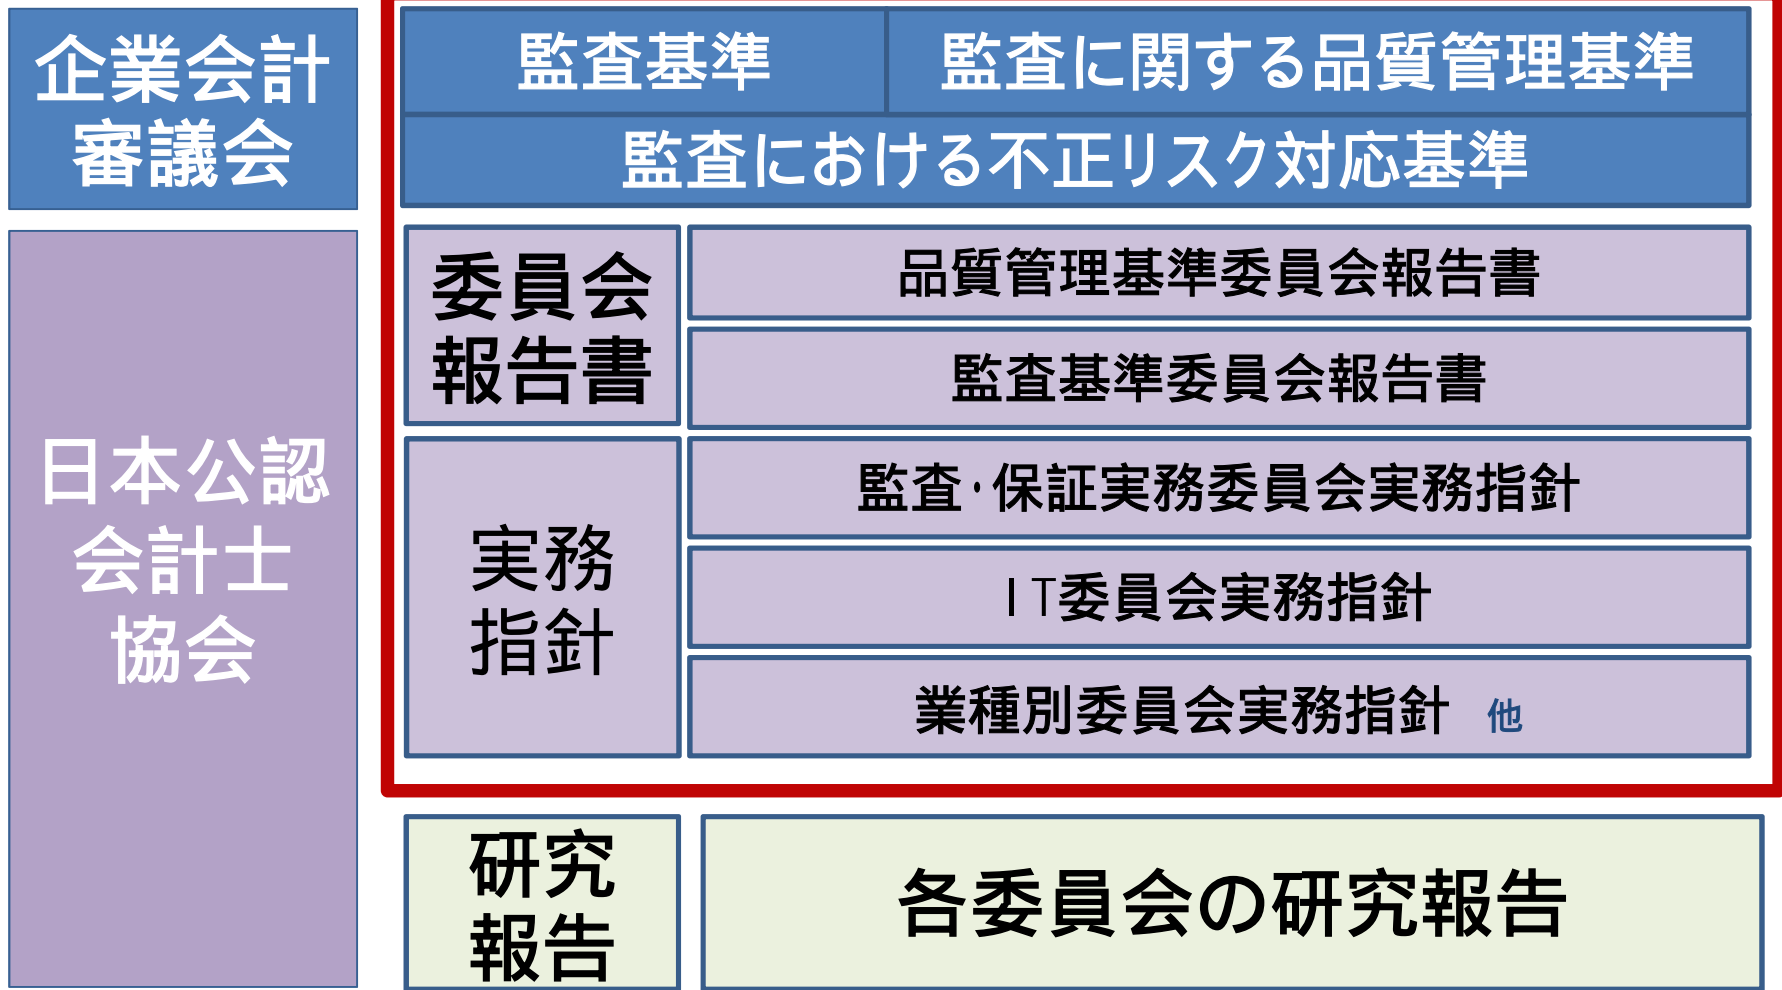 企業会計
審議会
監査基準
監査に関する品質管理基準
監査における不正リスク対応基準
日本公認
会計士
協会
委員会
報告書
品質管理基準委員会報告書
監査基準委員会報告書
実務
指針
監査・保証実務委員会実務指針
IT委員会実務指針
業種別委員会実務指針 他
研究
報告
各委員会の研究報告